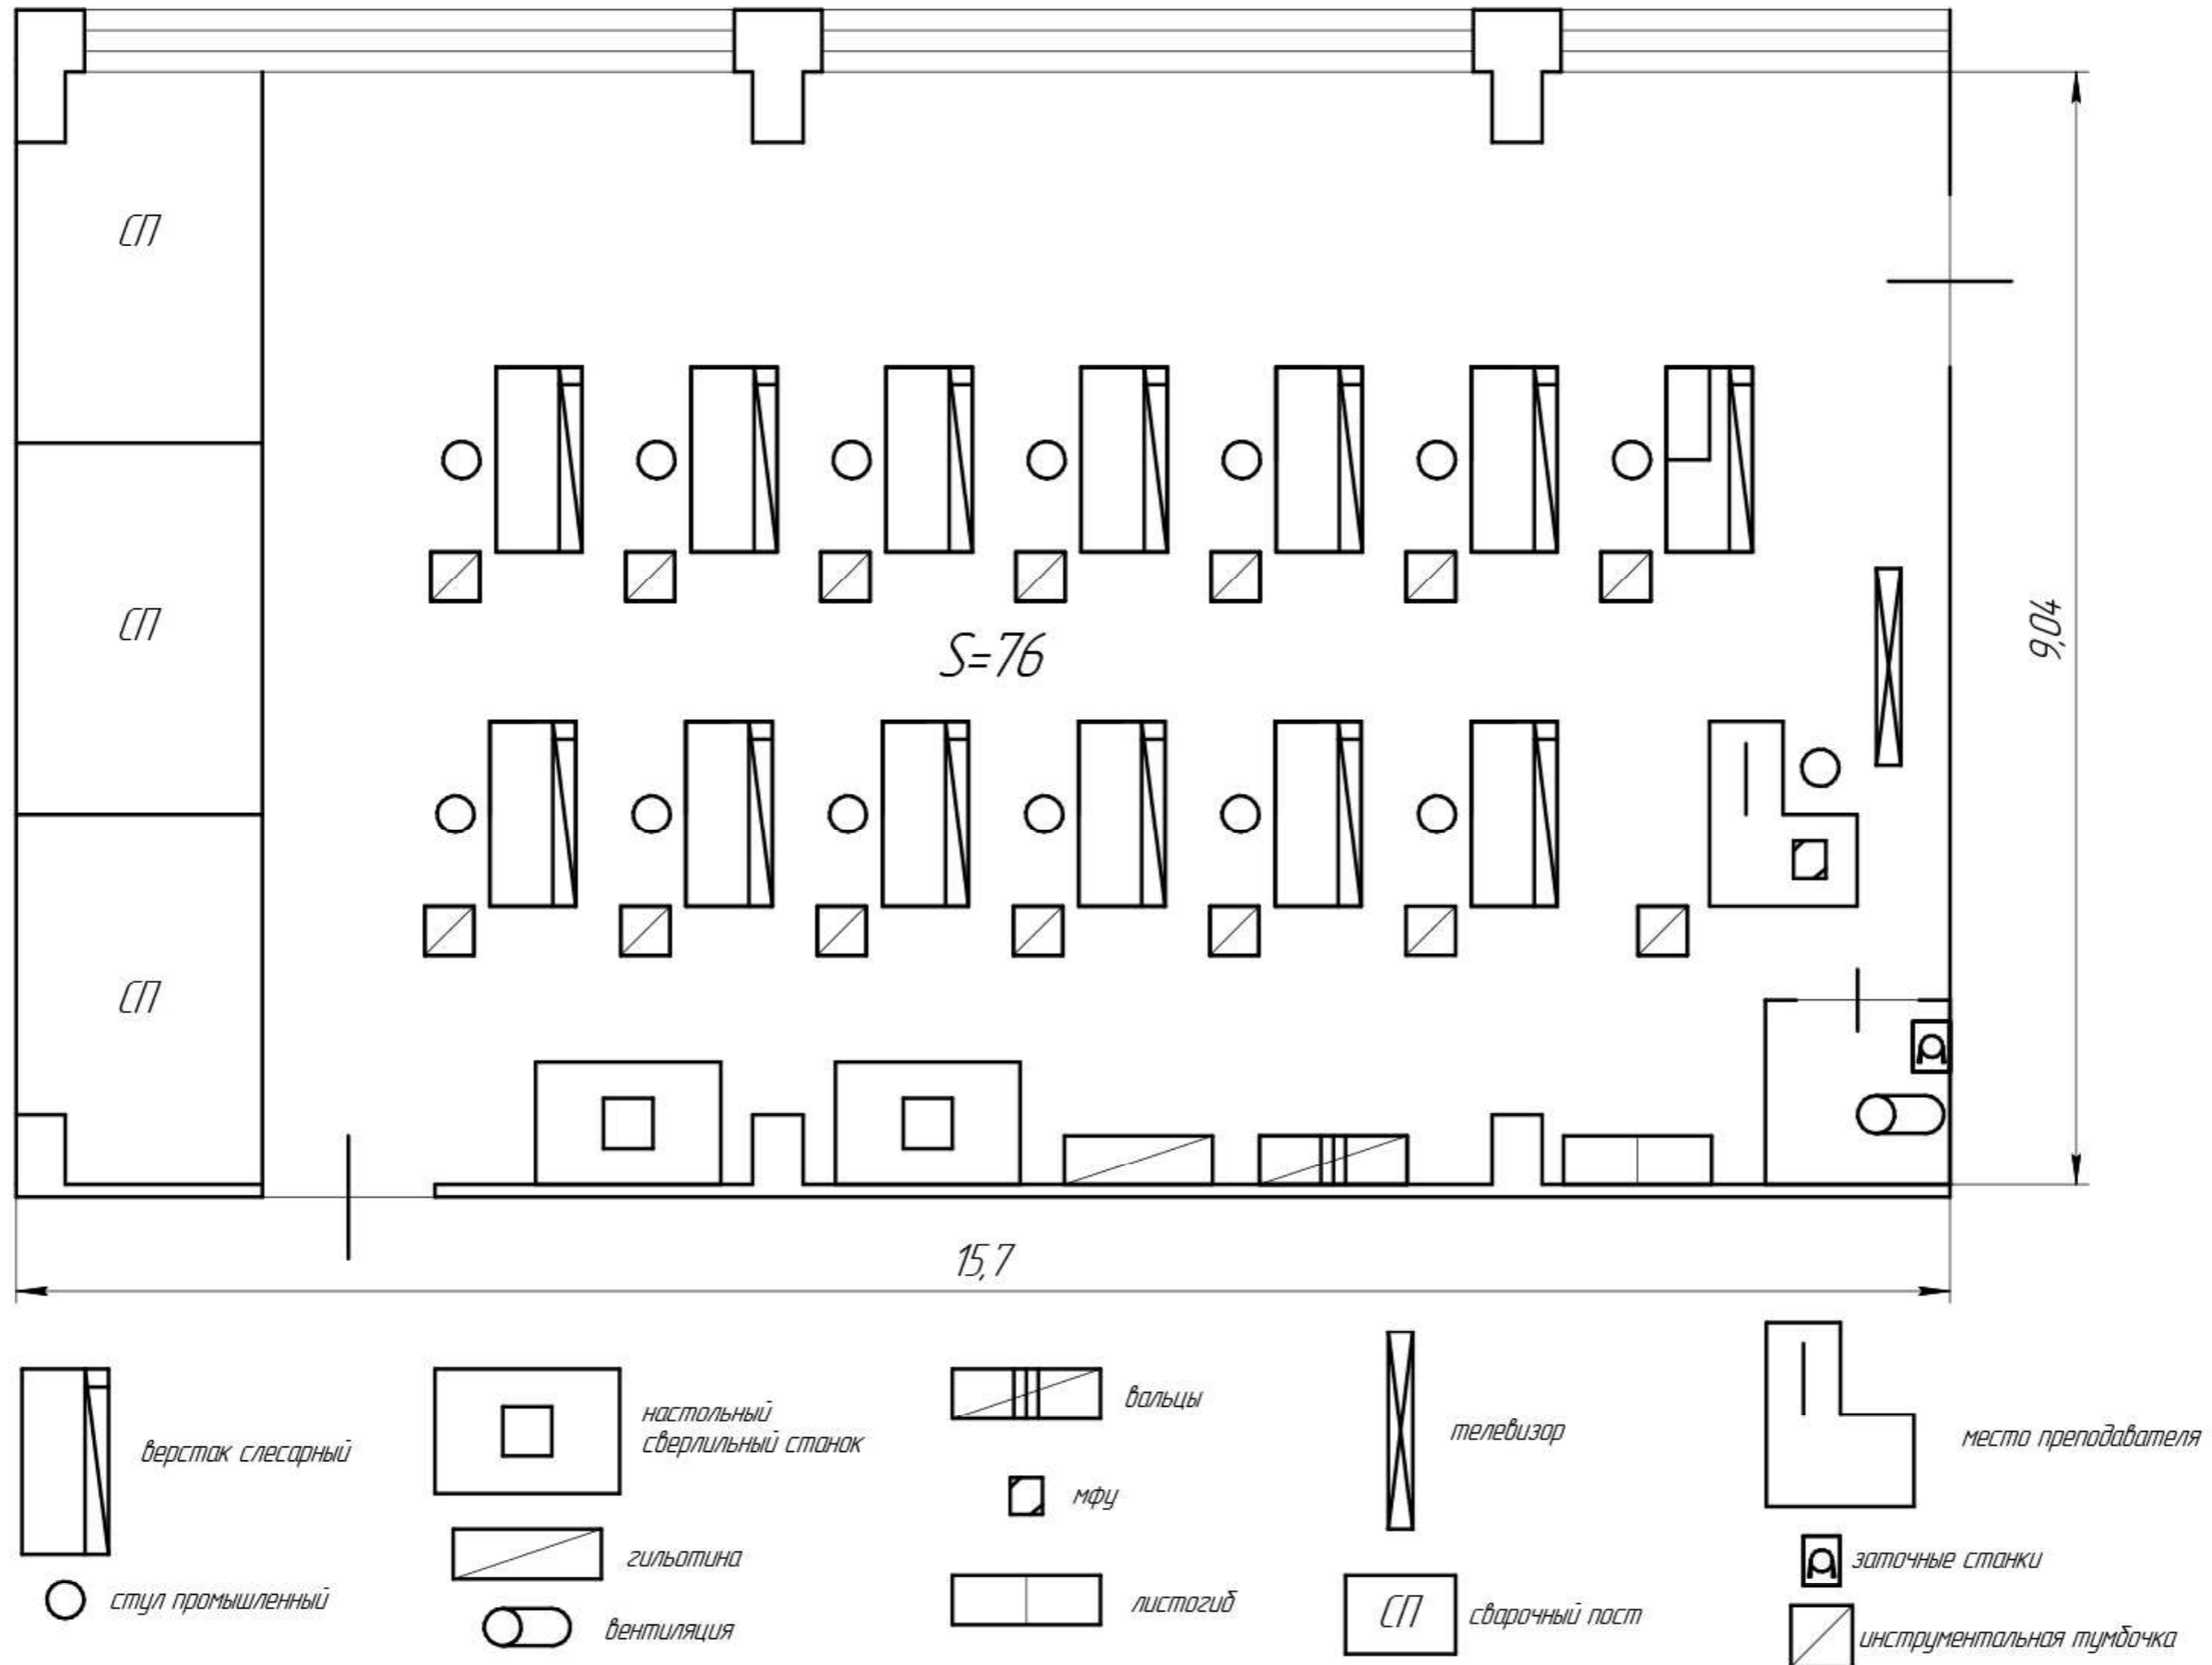 СП
СП
S=76
9,04
СП
15,7
верстак слесарный
стул промышленный
настольный
сверлильный станок
гильотина
вентиляция
вальцы
мфу
листогиб
телевизор
СП
сварочный пост
место преподавателя
заточные станки
инструментальная тумбочка